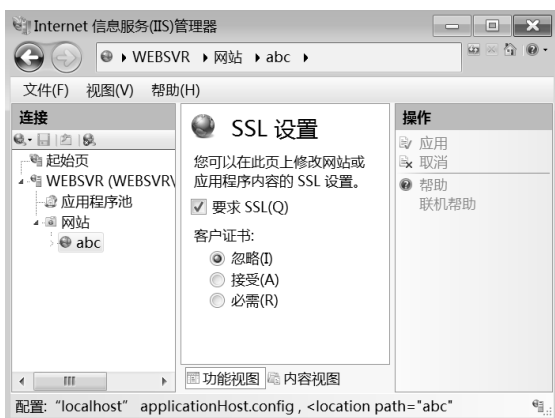 Internet 信息服务(IIS)管理器
WEBSVR 网站 abc
文件(F) 视图(V) 帮助(H)
连接
起始页
WEBSVR (WEBSVR\
应用程序池
网站
abc
SSL 设置
您可以在此页上修改网站或
应用程序内容的 SSL 设置。
要求 SSL(Q)
客户证书:
忽略(I)
接受(A)
必需(R)
功能视图 内容视图
操作
应用
取消
帮助
联机帮助
配置: "localhost" applicationHost.config , <location path="abc"